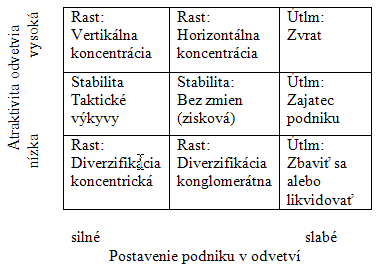 Atraktivita odvetvia
vysoká
nízka
Rast:
Vertikálna
koncentrácia
Rast:
Horizontálna
koncentrácia
Útlm:
Zvrat
Stabilita
Taktické
výkyvy
Stabilita:
Bez zmien
(zisková)
Útlm:
Zajatec
podniku
Rast:
Diverzifikácia
koncentrická
Rast:
Diverzifikácia
konglomerátna
Útlm:
Zbaviť sa
alebo
likvidovať
silné
slabé
Postavenie podniku v odvetví